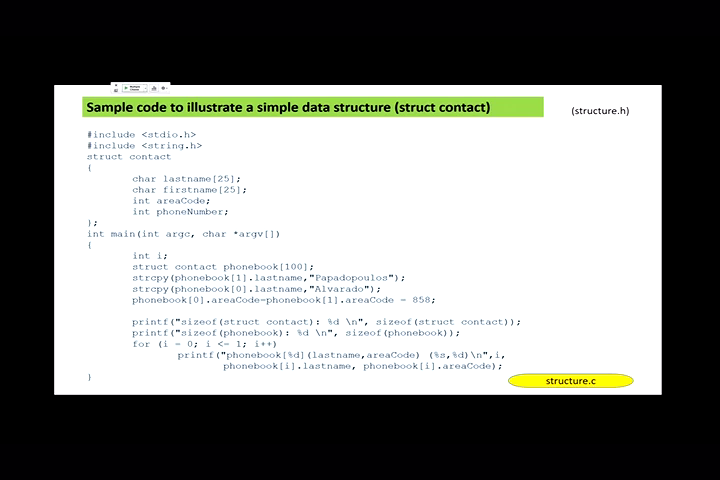 Sample code to illustrate a simple data structure (struct contact)
(structure.h)
#include <stdio.h>
#include <string.h>
struct contact
{
char lastname[25];
char firstname[25];
int areaCode;
int phoneNumber;
};
int main(int argc, char *argv[])
{
int i;
struct contact phonebook[100];
strcpy(phonebook[1].lastname,"Papadopoulos");
strcpy(phonebook[0].lastname,"Alvarado");
phonebook[0].areaCode=phonebook[1].areaCode = 858;
printf("sizeof(struct contact): %d \n", sizeof(struct contact));
printf("sizeof(phonebook): %d \n", sizeof(phonebook));
for (i = 0; i <= 1; i++)
printf("phonebook[%d](lastname,areaCode) (%s,%d)\n",i,
phonebook[i].lastname, phonebook[i].areaCode);
}
structure.c